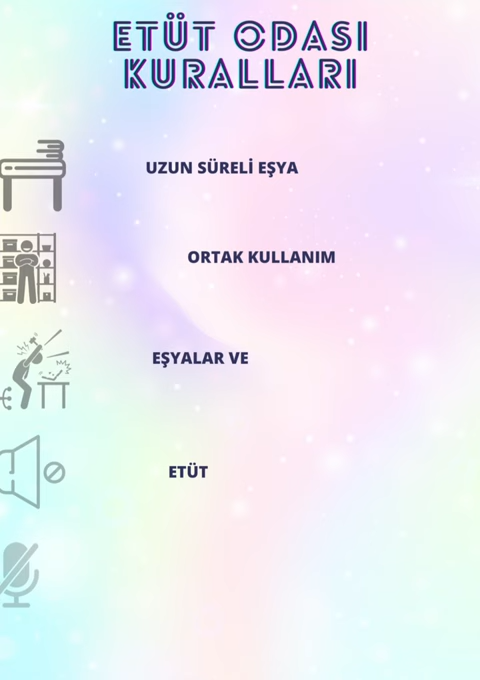 ETÜT ODASI
KURALLARI
UZUN SÜRELİ EŞYA
ORTAK KULLANIM
EŞYALAR VE
ETÜT